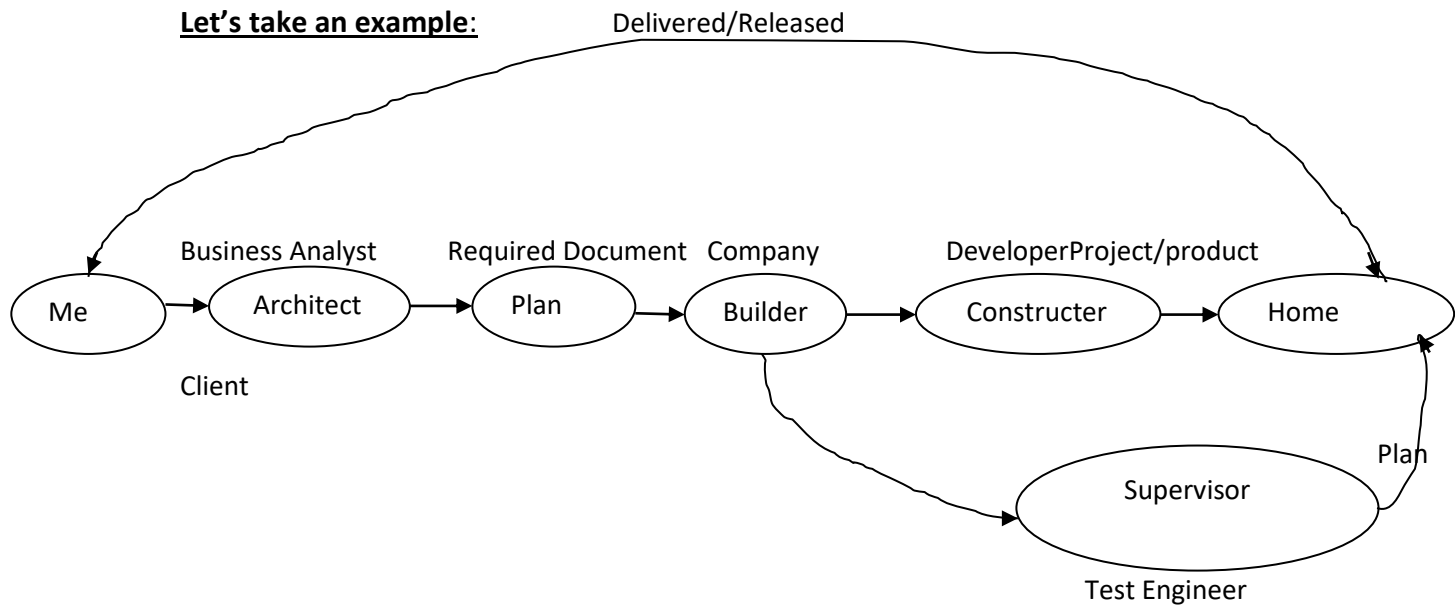 Let’s take an example:
Delivered/Released
Business Analyst
Required Document
Company
DeveloperProject/product
Me
Architect
Plan
Builder
Constructer
Home
Client
Plan
Supervisor
Test Engineer